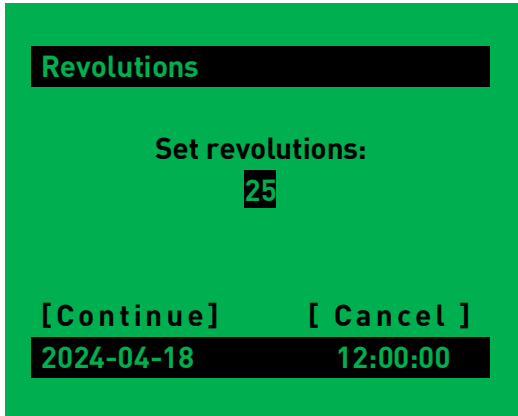 Revolutions
Set revolutions:
25
[Continue] [ Cancel ]
2024-04-18 12:00:00